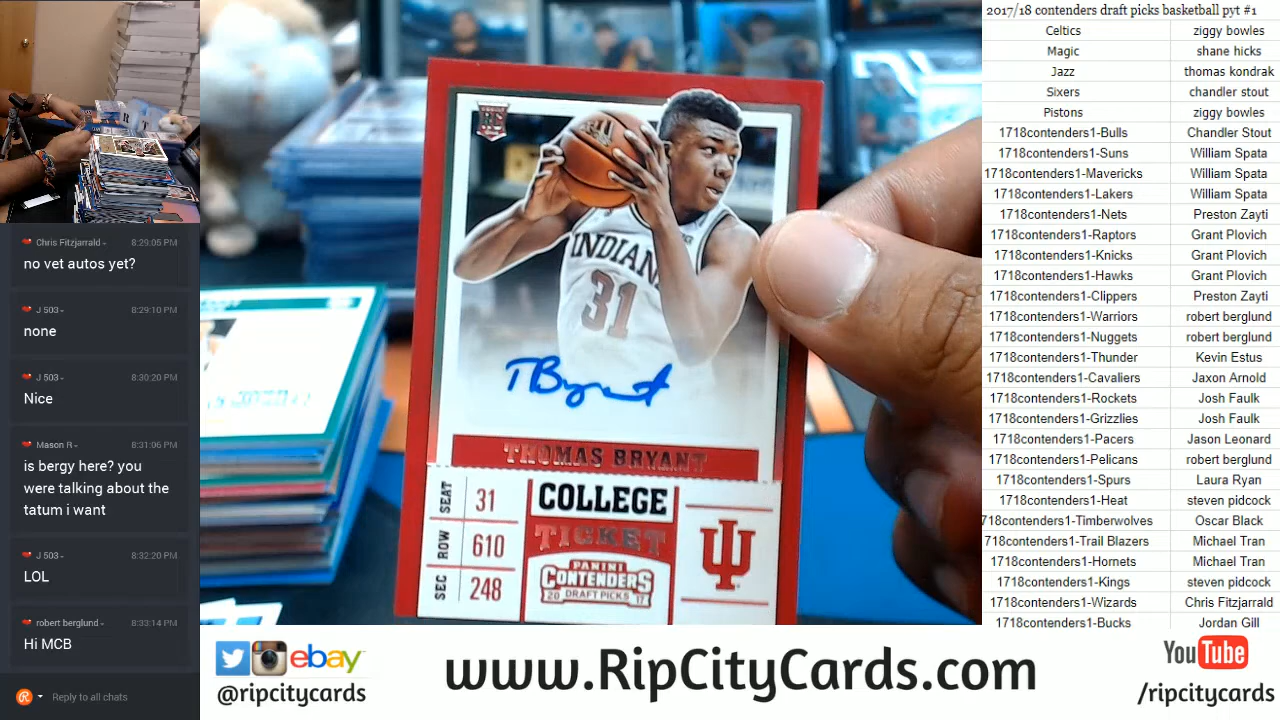 Chris Fitzjarrald 8:29:05 PM
no vet autos yet?
J 503 8:29:10 PM
none
J 503 8:30:20 PM
Nice
Mason R 8:31:06 PM
is bergy here? you
were talking about the
tatum i want
J 503 8:32:20 PM
LOL
robert berglund 8:33:14 PM
Hi MCB
Reply to all chats
RC
INDIANA
31
TBryant
THOMAS BRYANT
SEAT 31
ROW 610
SEC 248
COLLEGE
TICKET
PANINI
CONTENDERS
2017 DRAFT PICKS
IU
2017/18 contenders draft picks basketball pyt #1
Celtics ziggy bowles
Magic shane hicks
Jazz thomas kondrak
Sixers chandler stout
Pistons ziggy bowles
1718contenders1-Bulls Chandler Stout
1718contenders1-Suns William Spata
1718contenders1-Mavericks William Spata
1718contenders1-Lakers William Spata
1718contenders1-Nets Preston Zayti
1718contenders1-Raptors Grant Plovich
1718contenders1-Knicks Grant Plovich
1718contenders1-Hawks Grant Plovich
1718contenders1-Clippers Preston Zayti
1718contenders1-Warriors robert berglund
1718contenders1-Nuggets robert berglund
1718contenders1-Thunder Kevin Estus
1718contenders1-Cavaliers Jaxon Arnold
1718contenders1-Rockets Josh Faulk
1718contenders1-Grizzlies Josh Faulk
1718contenders1-Pacers Jason Leonard
1718contenders1-Pelicans robert berglund
1718contenders1-Spurs Laura Ryan
1718contenders1-Heat steven pidcock
718contenders1-Timberwolves Oscar Black
718contenders1-Trail Blazers Michael Tran
1718contenders1-Hornets Michael Tran
1718contenders1-Kings steven pidcock
1718contenders1-Wizards Chris Fitzjarrald
1718contenders1-Bucks Jordan Gill
ebay
@ripcitycards
www.RipCityCards.com
YouTube
/ripcitycards